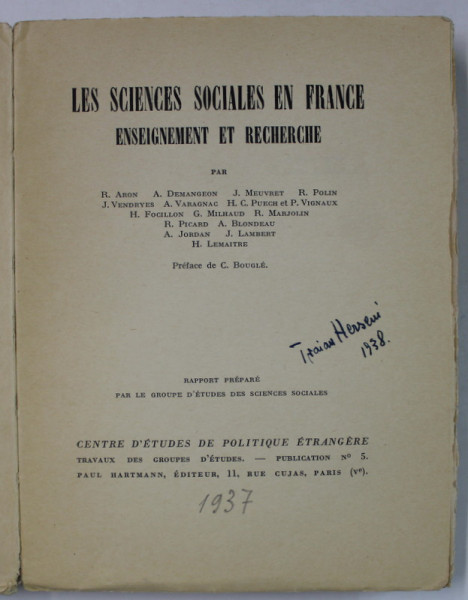 LES SCIENCES SOCIALES EN FRANCE
ENSEIGNEMENT ET RECHERCHE
PAR
R. ARON A. DEMANGEON J. MEUVRET R. POLIN
J. VENDRYES A. VARAGNAC H. C. PUECH et P. VIGNAUX
H. FOCILLON G. MILHAUD R. MARJOLIN
R. PICARD A. BLONDEAU
A. JORDAN J. LAMBERT
H. LEMAITRE
Préface de C. BOUGLÉ.
Traian Herseni
1938.
RAPPORT PRÉPARÉ
PAR LE GROUPE D'ÉTUDES DES SCIENCES SOCIALES
CENTRE D'ÉTUDES DE POLITIQUE ÉTRANGÈRE
TRAVAUX DES GROUPES D'ÉTUDES. — PUBLICATION Nº 5.
PAUL HARTMANN, ÉDITEUR, 11, RUE CUJAS, PARIS (Vᵉ).
1937